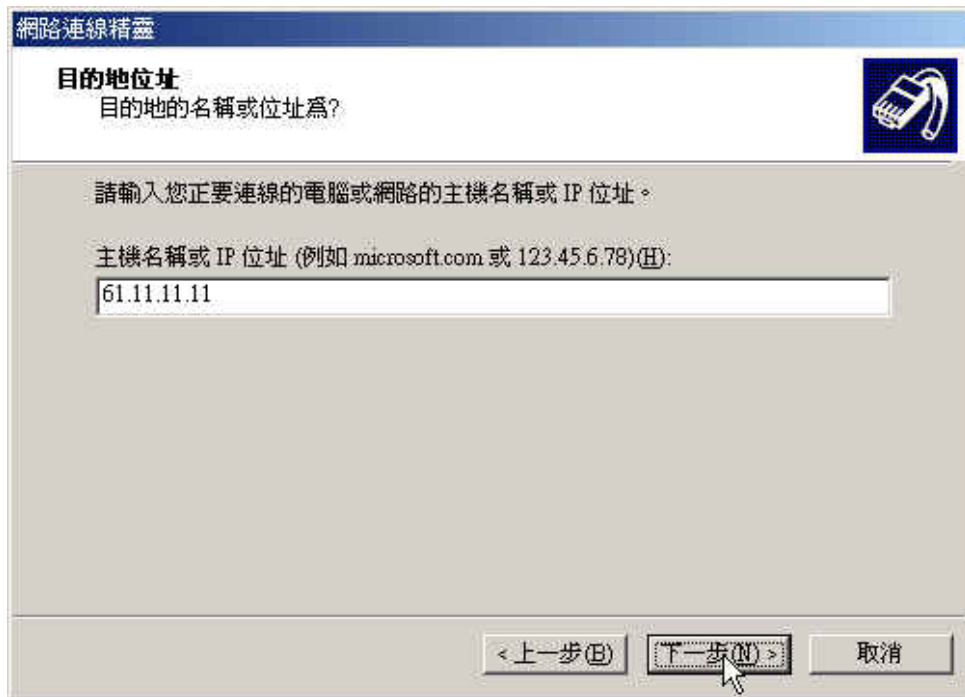 網路連線精靈
目的地位址
目的地的名稱或位址爲?
請輸入您正要連線的電腦或網路的主機名稱或 IP 位址。
主機名稱或 IP 位址 (例如 microsoft.com 或 123.45.6.78)(H):
61.11.11.11
<上一步(B) 下一步(N)> 取消